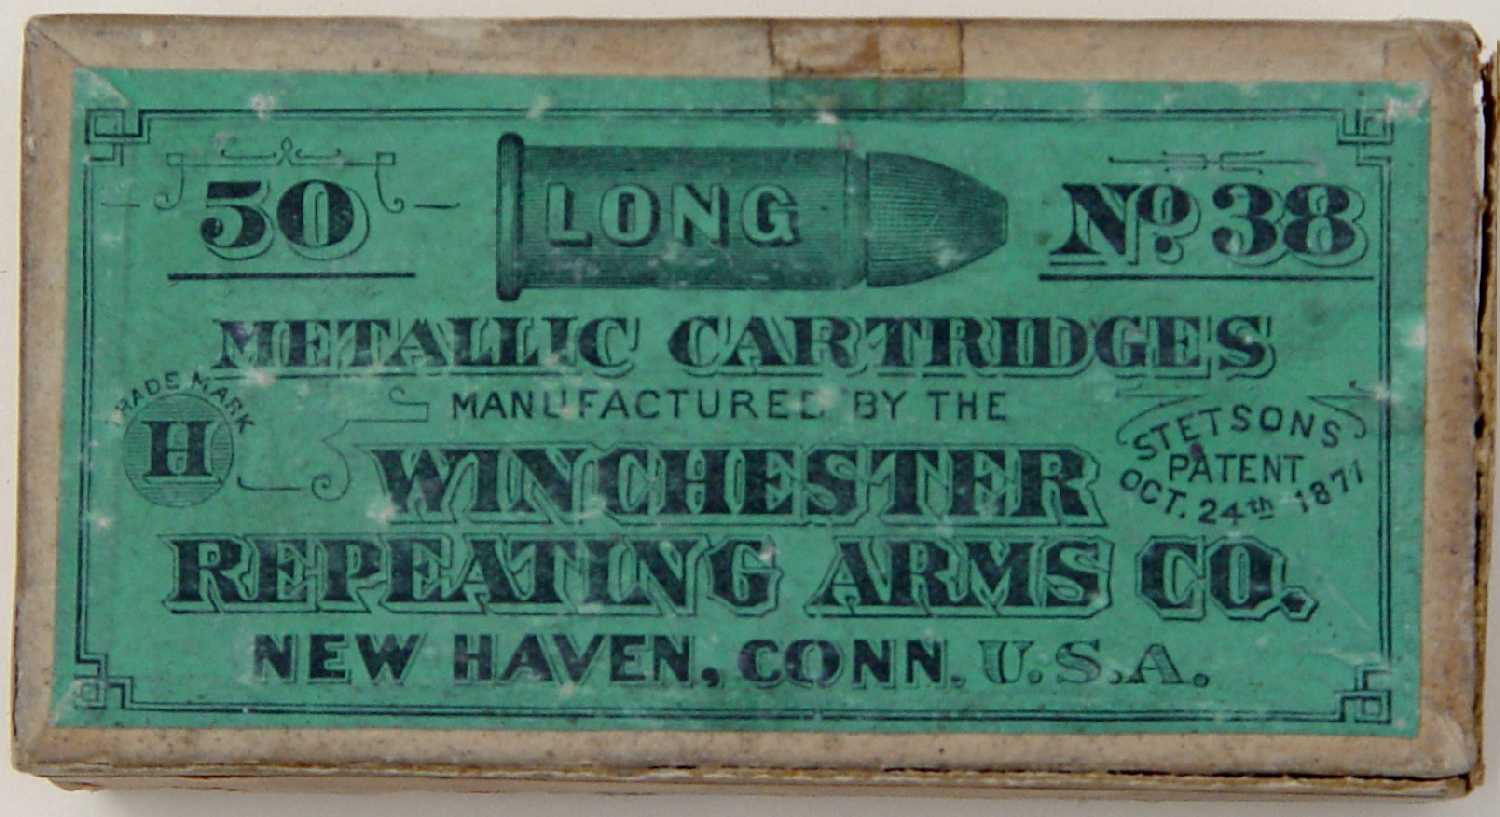 50
LONG
No. 38
METALLIC CARTRIDGES
MANUFACTURED BY THE
TRADE MARK
H
WINCHESTER
STETSONS
PATENT
OCT. 24th 1871
REPEATING ARMS CO.
NEW HAVEN, CONN. U.S.A.